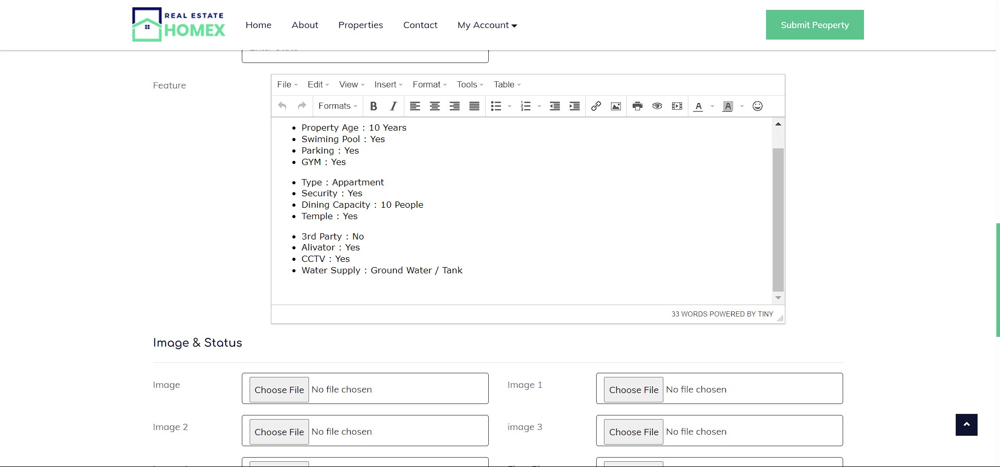 REAL ESTATE
HOMEX
Home
About
Properties
Contact
My Account
Submit Peoperty
Feature
File
Edit
View
Insert
Format
Tools
Table
Formats
Property Age : 10 Years
Swiming Pool : Yes
Parking : Yes
GYM : Yes
Type : Appartment
Security : Yes
Dining Capacity : 10 People
Temple : Yes
3rd Party : No
Alivator : Yes
CCTV : Yes
Water Supply : Ground Water / Tank
33 WORDS POWERED BY TINY
Image & Status
Image
Choose File No file chosen
Image 1
Choose File No file chosen
Image 2
Choose File No file chosen
image 3
Choose File No file chosen